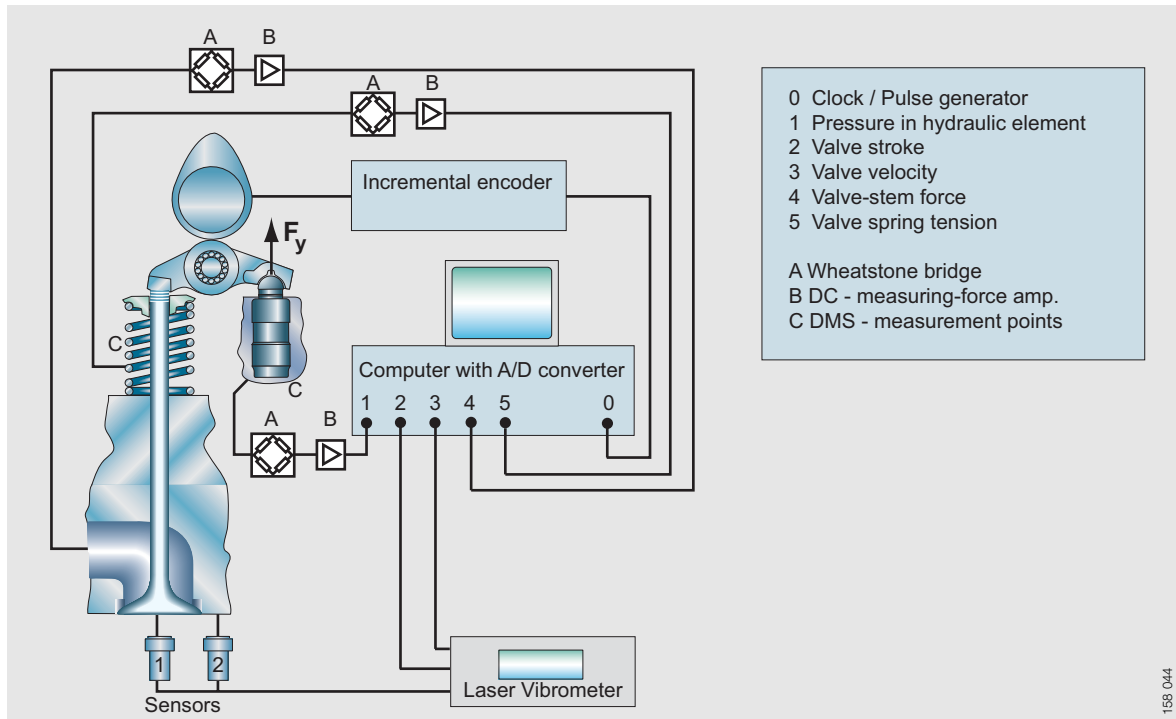 A
B
A
B
Incremental encoder
Fy
C
C
Computer with A/D converter
1 2 3 4 5 0
A
B
1
2
Sensors
Laser Vibrometer
0 Clock / Pulse generator
1 Pressure in hydraulic element
2 Valve stroke
3 Valve velocity
4 Valve-stem force
5 Valve spring tension
A Wheatstone bridge
B DC - measuring-force amp.
C DMS - measurement points
158 044